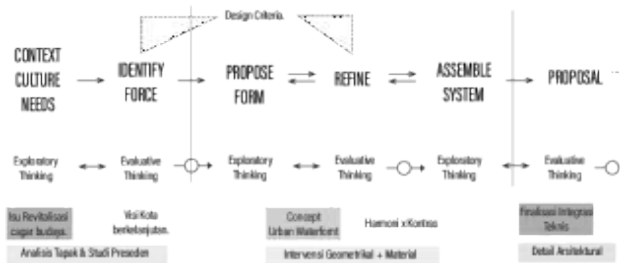 Design Criteria.
CONTEXT
CULTURE
NEEDS
IDENTIFY
FORCE
PROPOSE
FORM
REFINE
ASSEMBLE
SYSTEM
PROPOSAL
Exploratory
Thinking
Evaluative
Thinking
Exploratory
Thinking
Evaluative
Thinking
Exploratory
Thinking
Evaluative
Thinking
Isu Revitalisasi
cagar budaya.
Visi Kota
berkelanjutan.
Concept
Urban Waterfornt
Harmoni x Kontras
Finalisasi Integrasi
Teknis
Analisis Tapak & Studi Preseden
Intervensi Geometrikal + Material
Detail Arsitektural